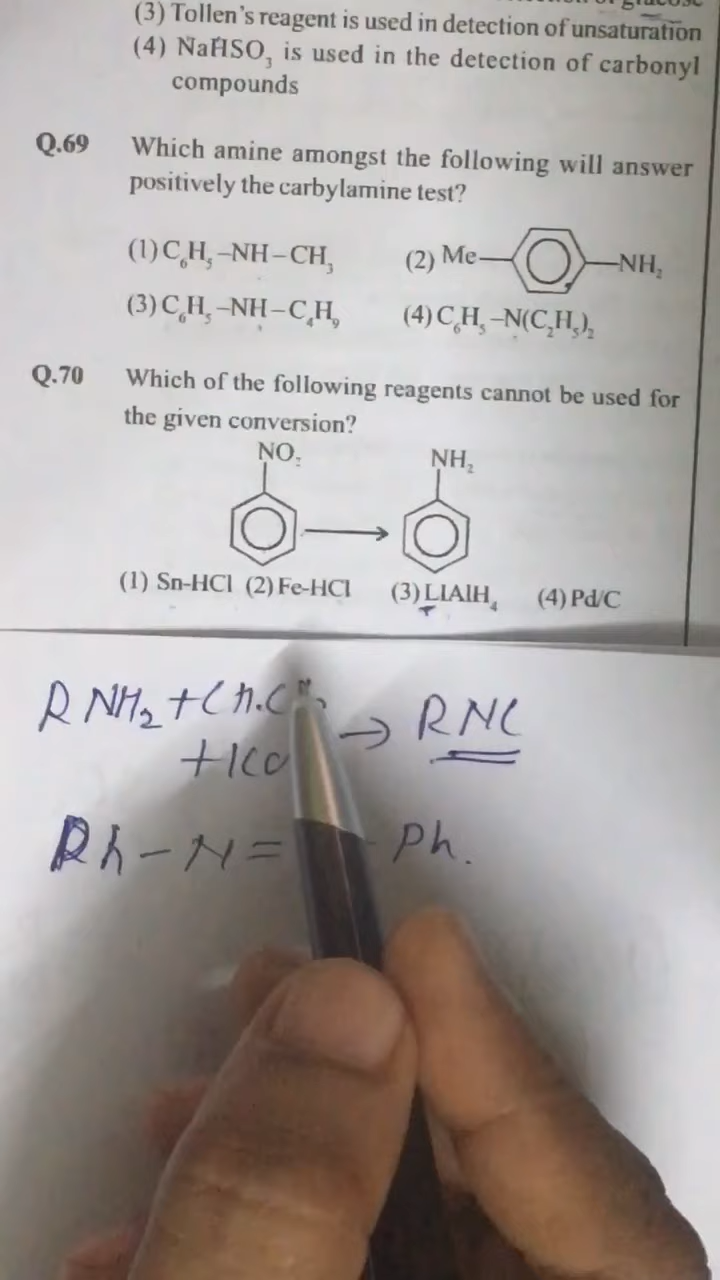 (3) Tollen's reagent is used in detection of unsaturation
(4) NaHSO₃ is used in the detection of carbonyl
compounds
Q.69 Which amine amongst the following will answer
positively the carbylamine test?
(1) C₆H₅–NH–CH₃ (2) Me– –NH₂
(3) C₆H₅–NH–C₄H₉ (4) C₆H₅–N(C₂H₅)₂
Q.70 Which of the following reagents cannot be used for
the given conversion?
NO₂ NH₂
(1) Sn-HCl (2) Fe-HCl (3) LIAlH₄ (4) Pd/C
RNH₂ + → RNC
Ph–N= Ph.